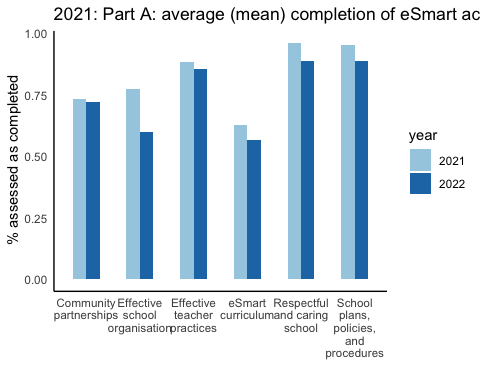 2021: Part A: average (mean) completion of eSmart ac
1.00
0.75
0.50
0.25
0.00
% assessed as completed
Community
partnerships
Effective
school
organisation
Effective
teacher
practices
eSmart
curriculum
Respectful
and caring
school
School
plans,
policies,
and
procedures
year
2021
2022